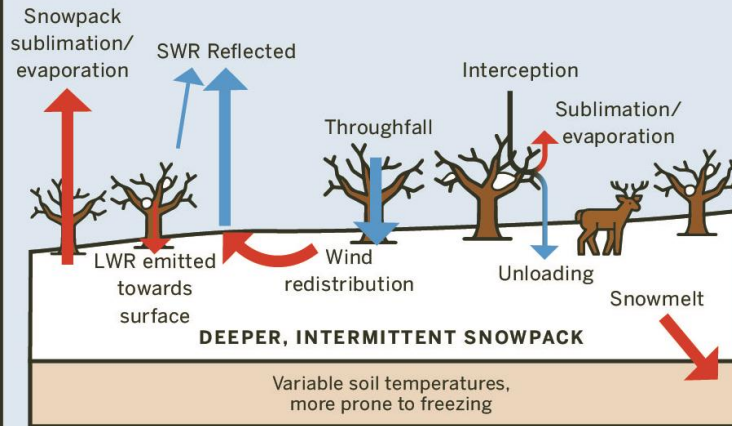 Snowpack
sublimation/
evaporation
SWR Reflected
Interception
Throughfall
Sublimation/
evaporation
LWR emitted
towards
surface
Wind
redistribution
Unloading
Snowmelt
DEEPER, INTERMITTENT SNOWPACK
Variable soil temperatures,
more prone to freezing